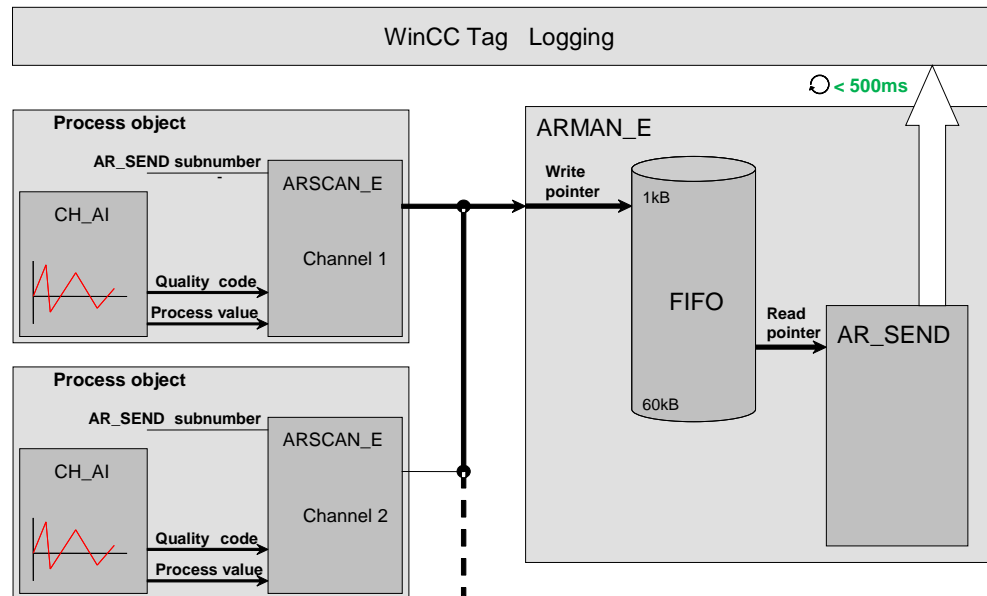 WinCC Tag Logging
< 500ms
Process object
AR_SEND subnumber
-
ARSCAN_E
CH_AI
Channel 1
Quality code
Process value
Process object
AR_SEND subnumber
ARSCAN_E
CH_AI
Channel 2
Quality code
Process value
ARMAN_E
Write
pointer
1kB
FIFO
60kB
Read
pointer
AR_SEND